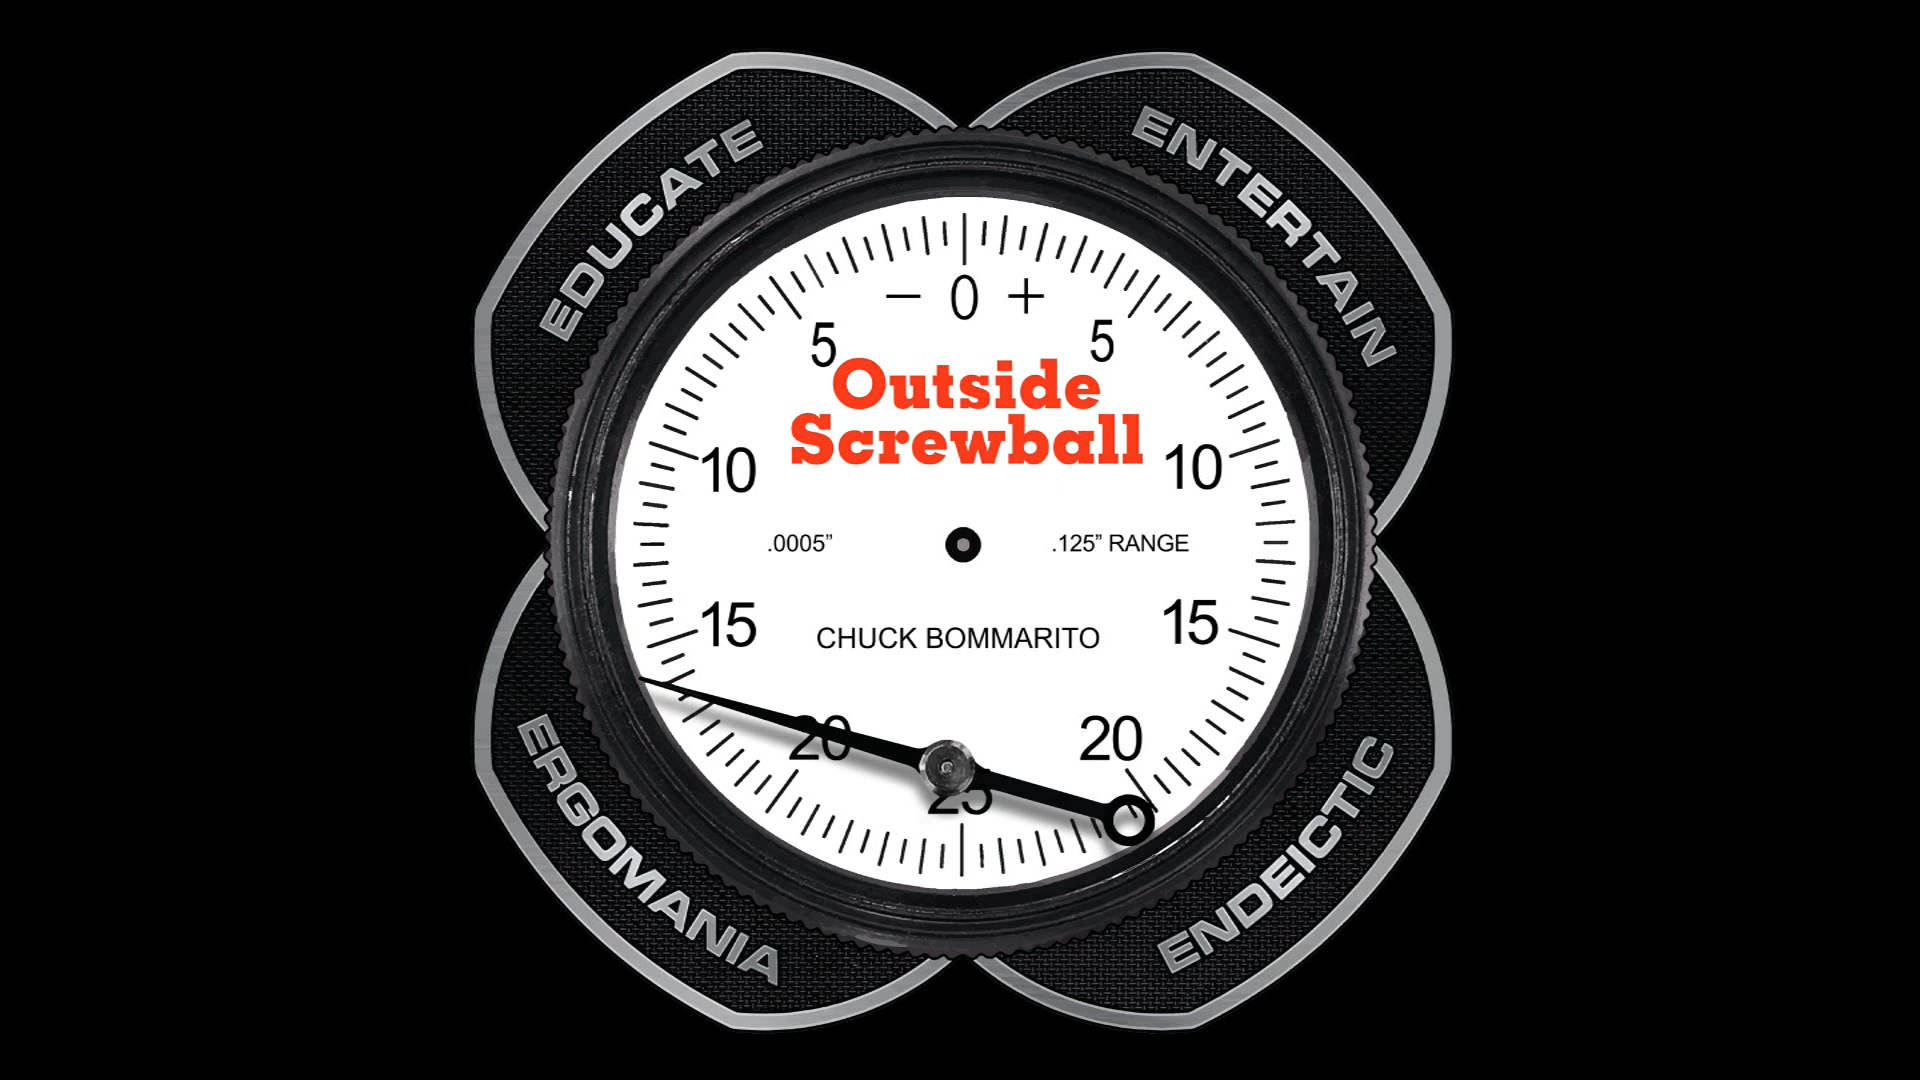 EDUCATE
ENTERTAIN
– 0 +
5 5
Outside
Screwball
10 10
.0005” .125” RANGE
15 15
CHUCK BOMMARITO
20 20
25
ERGOMANIA
ENDEICTIC